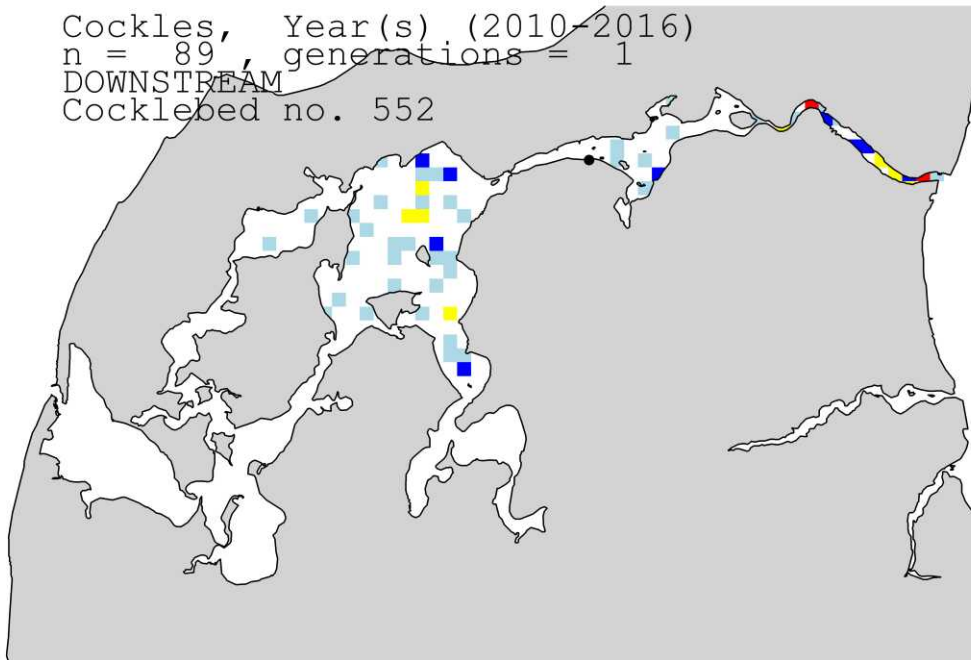 Cockles, Year(s) (2010-2016)
n = 89 , generations = 1
DOWNSTREAM
Cocklebed no. 552